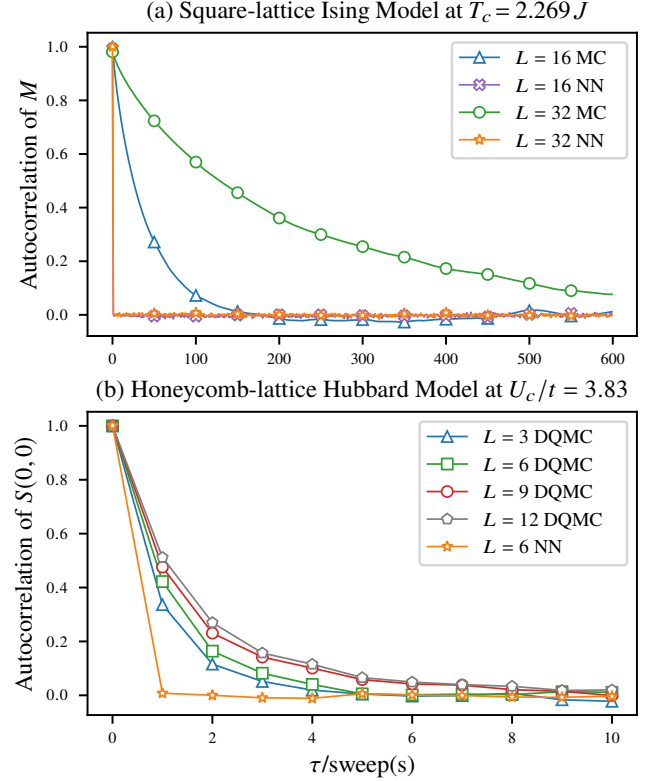 (a) Square-lattice Ising Model at T_c = 2.269 J
Autocorrelation of M
1.0
0.8
0.6
0.4
0.2
0.0
L = 16 MC
L = 16 NN
L = 32 MC
L = 32 NN
0 100 200 300 400 500 600
(b) Honeycomb-lattice Hubbard Model at U_c/t = 3.83
Autocorrelation of S(0, 0)
1.0
0.8
0.6
0.4
0.2
0.0
L = 3 DQMC
L = 6 DQMC
L = 9 DQMC
L = 12 DQMC
L = 6 NN
0 2 4 6 8 10
τ/sweep(s)